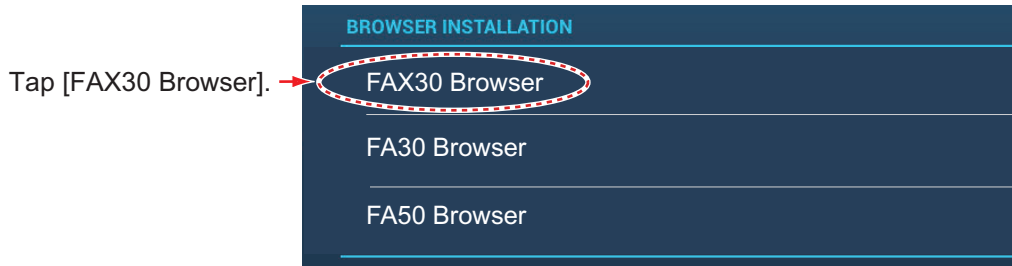 BROWSER INSTALLATION
Tap [FAX30 Browser].
FAX30 Browser
FA30 Browser
FA50 Browser